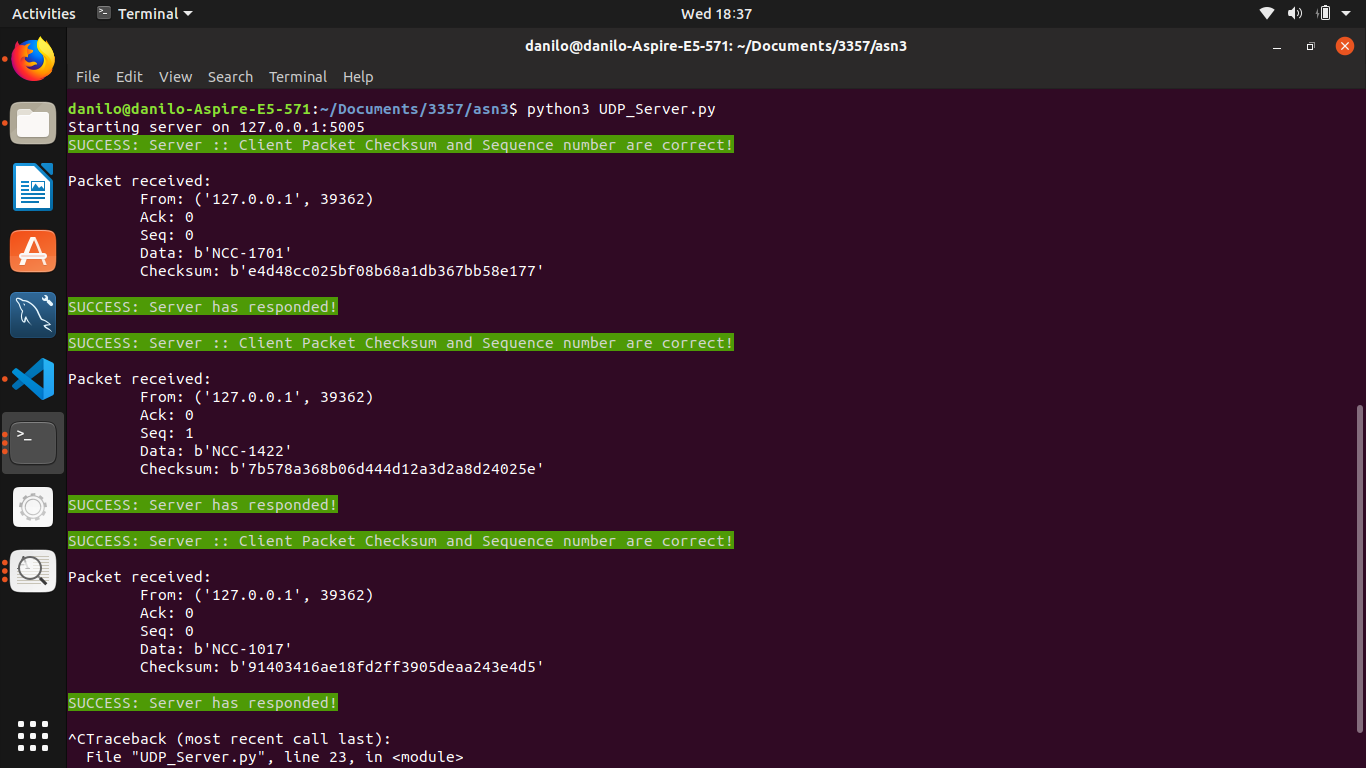 Activities Terminal Wed 18:37
danilo@danilo-Aspire-E5-571: ~/Documents/3357/asn3
File Edit View Search Terminal Help
danilo@danilo-Aspire-E5-571:~/Documents/3357/asn3$ python3 UDP_Server.py
Starting server on 127.0.0.1:5005
SUCCESS: Server :: Client Packet Checksum and Sequence number are correct!
Packet received:
From: ('127.0.0.1', 39362)
Ack: 0
Seq: 0
Data: b'NCC-1701'
Checksum: b'e4d48cc025bf08b68a1db367bb58e177'
SUCCESS: Server has responded!
SUCCESS: Server :: Client Packet Checksum and Sequence number are correct!
Packet received:
From: ('127.0.0.1', 39362)
Ack: 0
Seq: 1
Data: b'NCC-1422'
Checksum: b'7b578a368b06d444d12a3d2a8d24025e'
SUCCESS: Server has responded!
SUCCESS: Server :: Client Packet Checksum and Sequence number are correct!
Packet received:
From: ('127.0.0.1', 39362)
Ack: 0
Seq: 0
Data: b'NCC-1017'
Checksum: b'91403416ae18fd2ff3905deaa243e4d5'
SUCCESS: Server has responded!
^CTraceback (most recent call last):
File "UDP_Server.py", line 23, in <module>